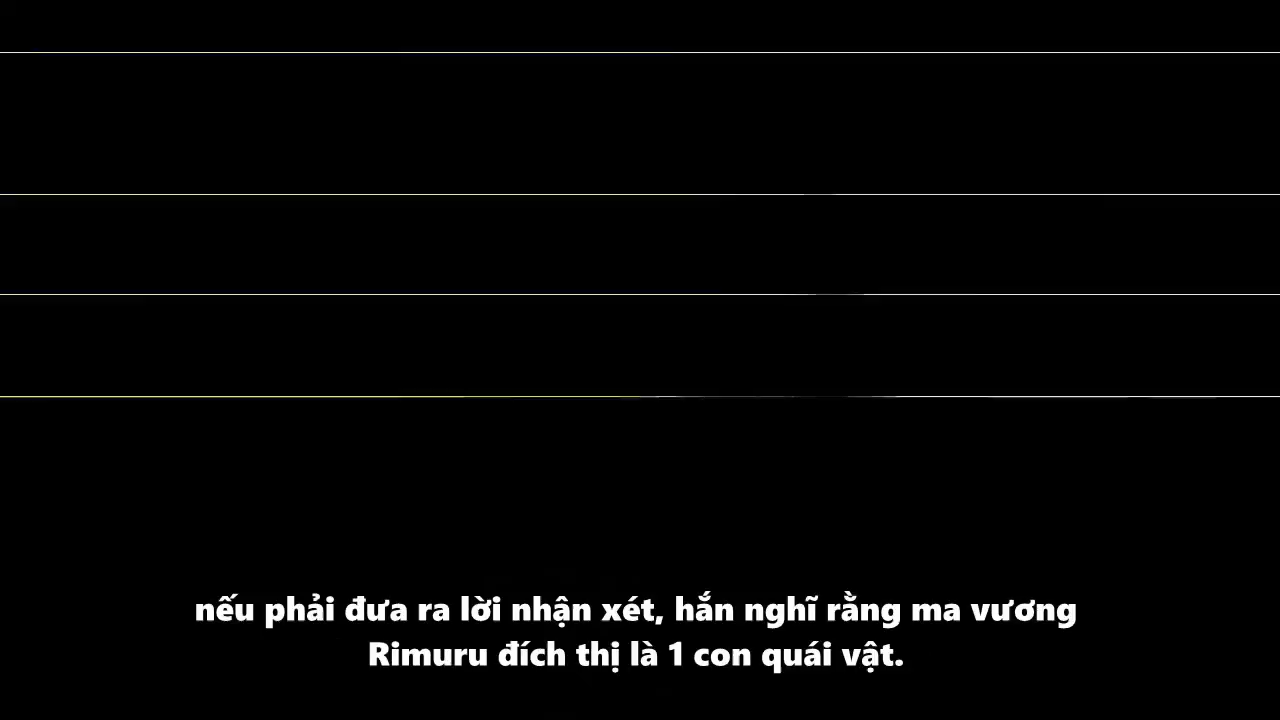 nếu phải đưa ra lời nhận xét, hắn nghĩ rằng ma vương
Rimuru đích thị là 1 con quái vật.